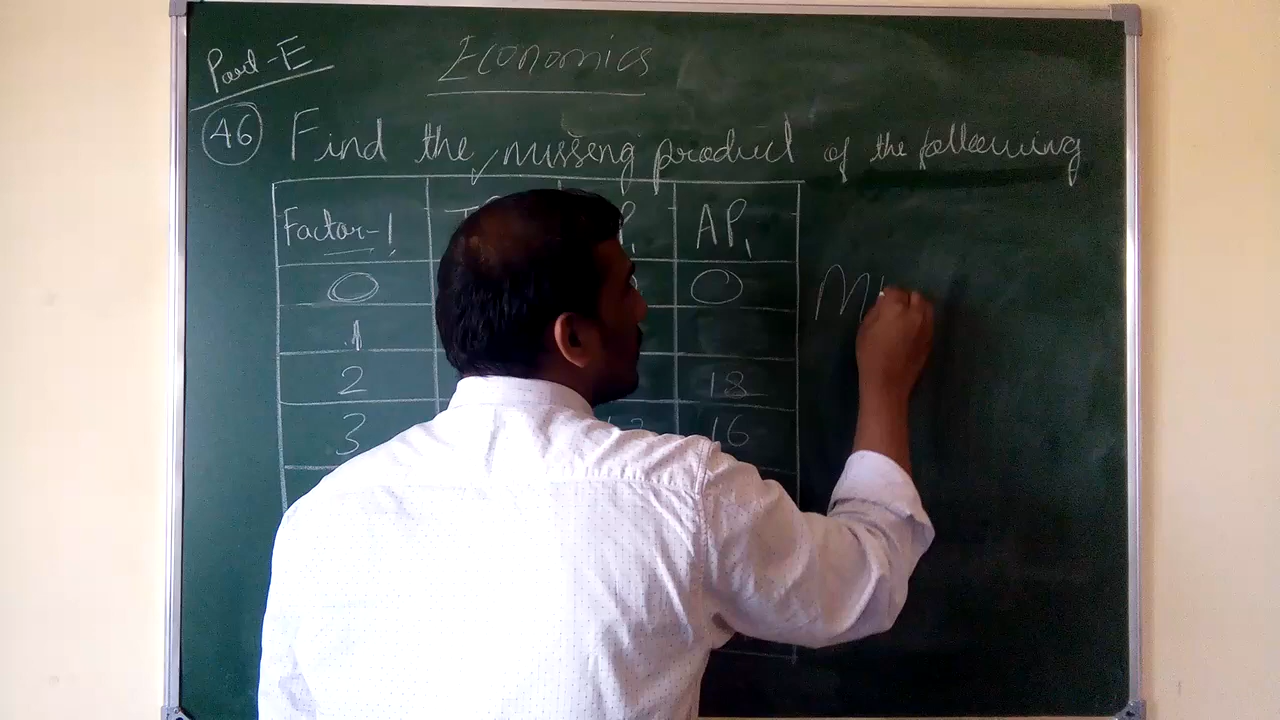 Part-E
Economics
46 Find the missing product of the following
Factor-1 AP1
0 0
1
2 18
3 16